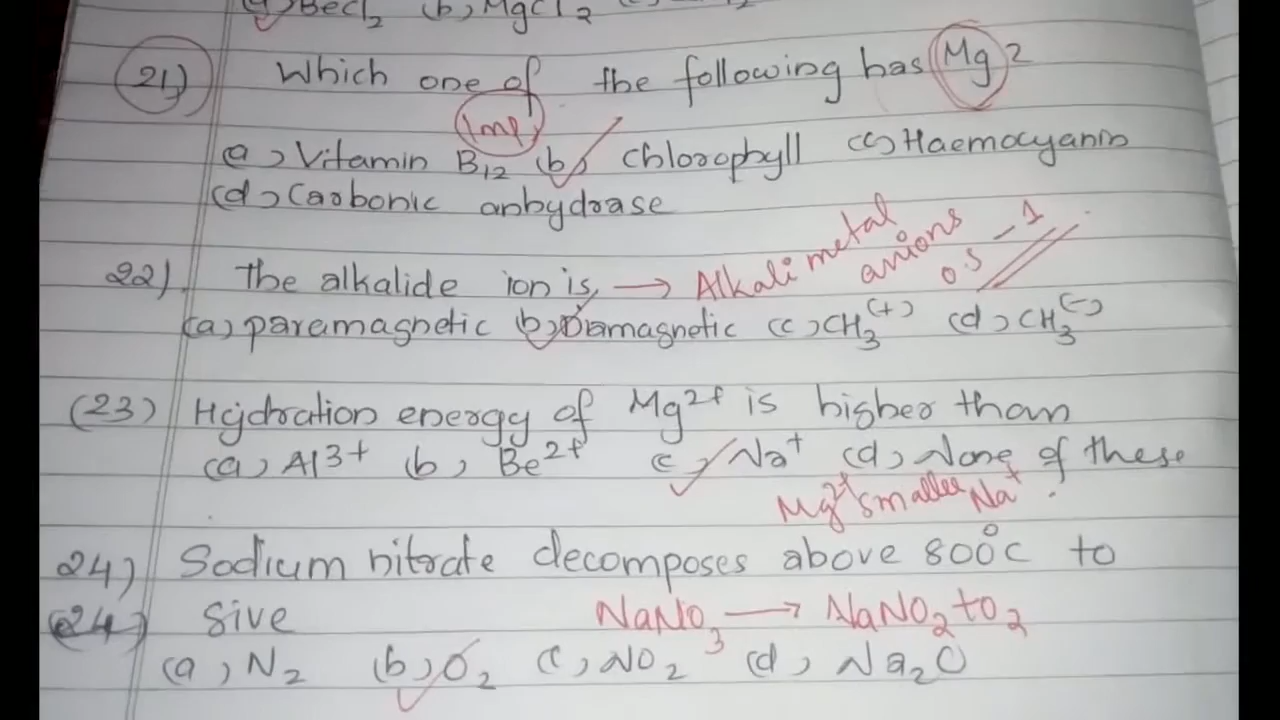 (a) BeCl2 (b) MgCl2
21) Which one of the following has Mg?
(Imp)
(a) Vitamin B12 (b) Chlorophyll (c) Haemocyanin
(d) Carbonic anhydrase
22) The alkalide ion is, → Alkali metal anions O.S -1
(a) paramagnetic (b) Diamagnetic (c) CH3(+) (d) CH3(-)
(23) Hydration energy of Mg2+ is higher than
(a) Al3+ (b) Be2+ (c) Na+ (d) None of these
Mg2+ smaller Na+.
24) Sodium nitrate decomposes above 800°C to
(24) give NaNO3 → NaNO2+O2
(a) N2 (b) O2 (c) NO2 (d) Na2O